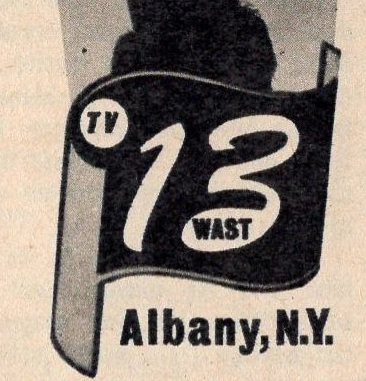 TV
13
WAST
Albany, N.Y.